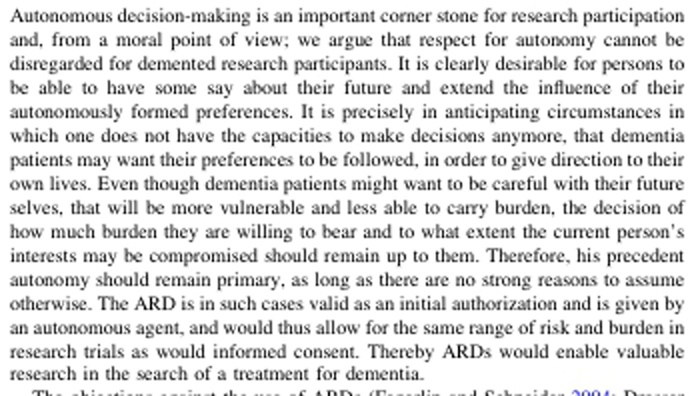 Autonomous decision-making is an important corner stone for research participation
and, from a moral point of view; we argue that respect for autonomy cannot be
disregarded for demented research participants. It is clearly desirable for persons to
be able to have some say about their future and extend the influence of their
autonomously formed preferences. It is precisely in anticipating circumstances in
which one does not have the capacities to make decisions anymore, that dementia
patients may want their preferences to be followed, in order to give direction to their
own lives. Even though dementia patients might want to be careful with their future
selves, that will be more vulnerable and less able to carry burden, the decision of
how much burden they are willing to bear and to what extent the current person's
interests may be compromised should remain up to them. Therefore, his precedent
autonomy should remain primary, as long as there are no strong reasons to assume
otherwise. The ARD is in such cases valid as an initial authorization and is given by
an autonomous agent, and would thus allow for the same range of risk and burden in
research trials as would informed consent. Thereby ARDs would enable valuable
research in the search of a treatment for dementia.
The objections against the use of ARDs